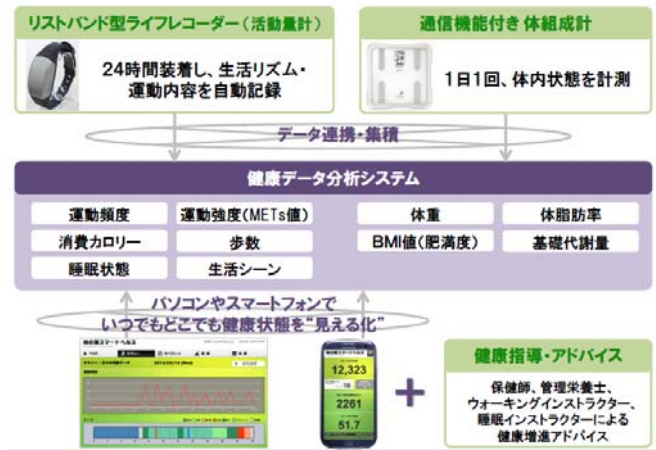 リストバンド型ライフレコーダー(活動量計)
24時間装着し、生活リズム・
運動内容を自動記録
通信機能付き 体組成計
1日1回、体内状態を計測
データ連携・集積
健康データ分析システム
運動頻度
運動強度(METs値)
体重
体脂肪率
消費カロリー
歩数
BMI値(肥満度)
基礎代謝量
睡眠状態
生活シーン
パソコンやスマートフォンで
いつでもどこでも健康状態を“見える化”
12,323
2261
51.7
+
健康指導・アドバイス
保健師、管理栄養士、
ウォーキングインストラクター、
睡眠インストラクターによる
健康増進アドバイス